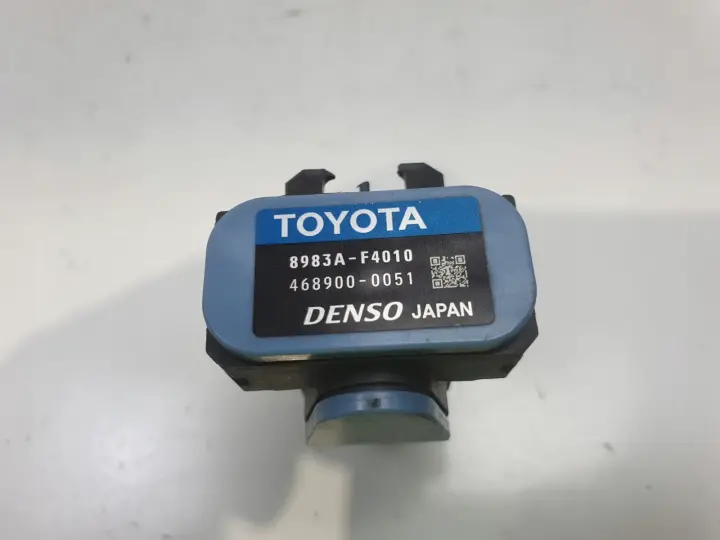 TOYOTA
8983A-F4010
468900-0051
DENSO JAPAN